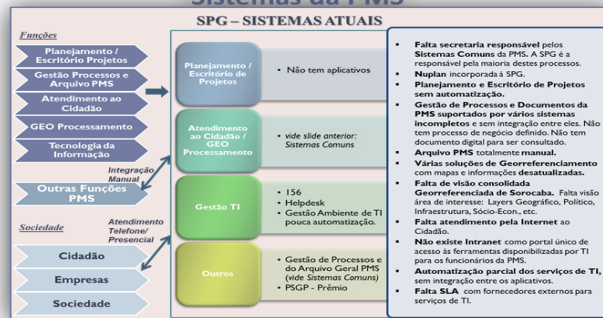 Sistemas da PMS
SPG – SISTEMAS ATUAIS
Funções
Planejamento /
Escritório Projetos
Gestão Processos e
Arquivo PMS
Atendimento ao
Cidadão
GEO Processamento
Tecnologia da
Informação
Integração
Manual
Outras Funções
PMS
Atendimento
Telefone/
Presencial
Sociedade
Cidadão
Empresas
Sociedade
Planejamento /
Escritório de
Projetos
• Não tem aplicativos
Atendimento
ao Cidadão /
GEO
Processamento
• vide slide anterior:
Sistemas Comuns
Gestão TI
• 156
• Helpdesk
• Gestão Ambiente de TI
pouca automatização.
Outros
• Gestão de Processos e
do Arquivo Geral PMS
(vide Sistemas Comuns)
• PSGP - Prêmio
▪ Falta secretaria responsável pelos
Sistemas Comuns da PMS. A SPG é a
responsável pela maioria destes processos.
▪ Nuplan incorporada à SPG.
▪ Planejamento e Escritório de Projetos
sem automatização.
▪ Gestão de Processos e Documentos da
PMS suportados por vários sistemas
incompletos e sem integração entre eles. Não
tem processo de negócio definido. Não tem
documento digital para ser consultado.
▪ Arquivo PMS totalmente manual.
▪ Várias soluções de Georreferenciamento
com mapas e informações desatualizadas.
▪ Falta de visão consolidada
Georreferenciada de Sorocaba. Falta visão
área de interesse: Layers Geográfico, Político,
Infraestrutura, Sócio-Econ., etc.
▪ Falta atendimento pela Internet ao
Cidadão.
▪ Não existe Intranet como portal único de
acesso ás ferramentas disponibilizadas por TI
para os funcionários da PMS.
▪ Automatização parcial dos serviços de TI,
sem integração entre os aplicativos.
▪ Falta SLA com fornecedores externos para
serviços de TI.